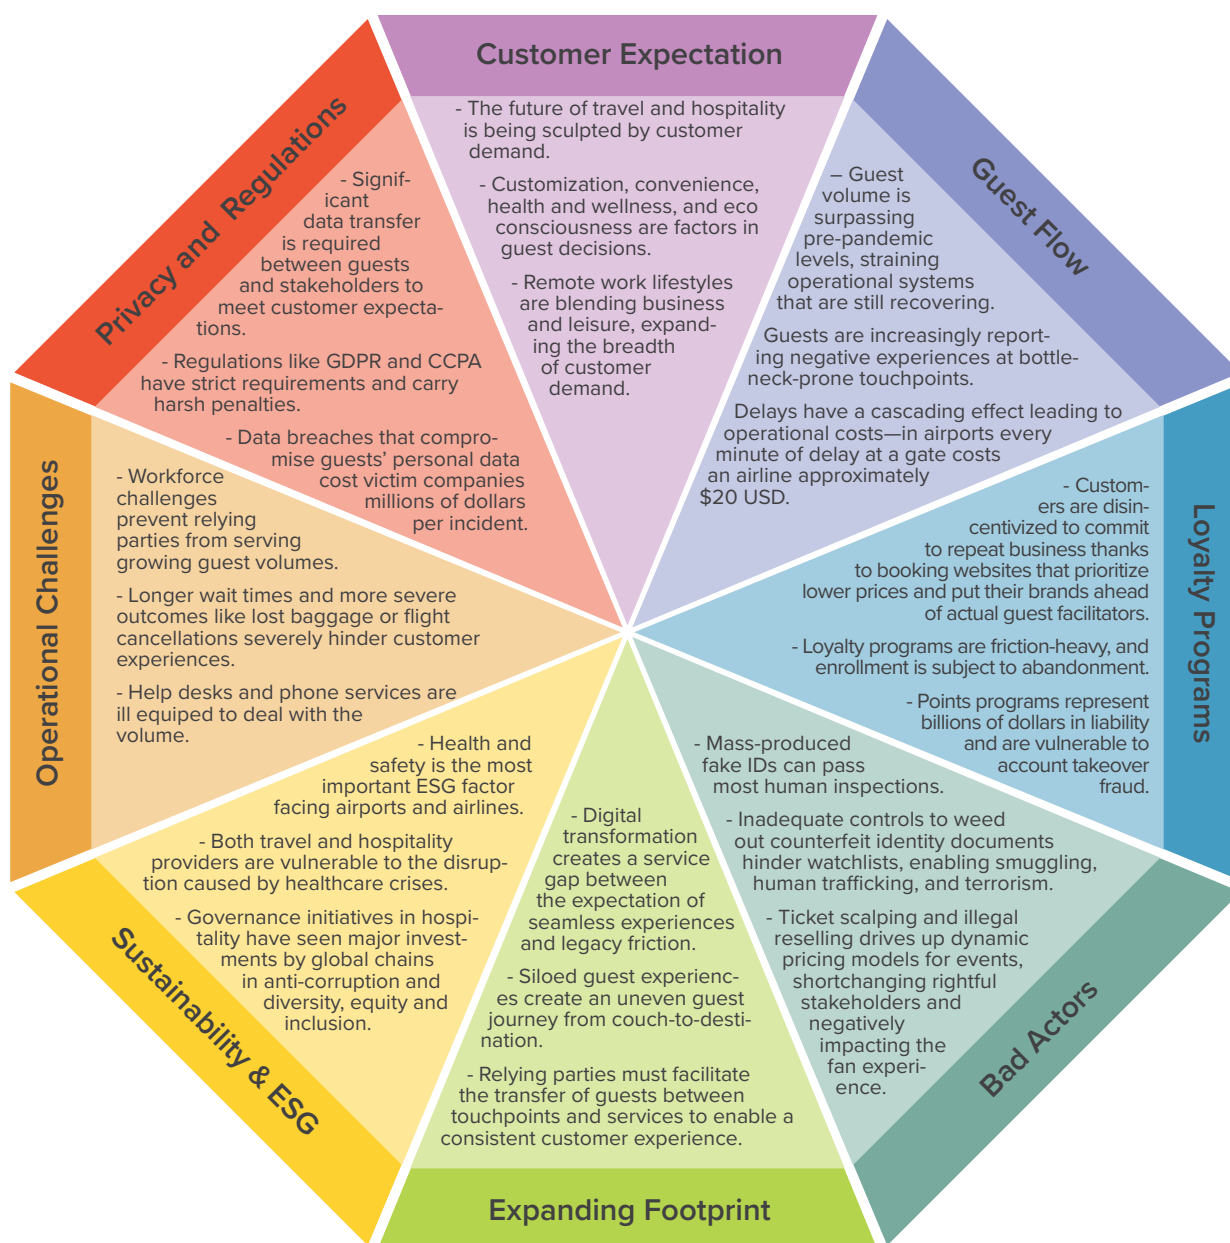 Customer Expectation
- The future of travel and hospitality
is being sculpted by customer
demand.
- Customization, convenience,
health and wellness, and eco
consciousness are factors in
guest decisions.
- Remote work lifestyles
are blending business
and leisure, expand-
ing the breadth
of customer
demand.
Guest Flow
– Guest
volume is
surpassing
pre-pandemic
levels, straining
operational systems
that are still recovering.
Guests are increasingly report-
ing negative experiences at bottle-
neck-prone touchpoints.
Delays have a cascading effect leading to
operational costs—in airports every
minute of delay at a gate costs
an airline approximately
$20 USD.
Loyalty Programs
- Custom-
ers are disin-
centivized to commit
to repeat business thanks
to booking websites that prioritize
lower prices and put their brands ahead
of actual guest facilitators.
- Loyalty programs are friction-heavy, and
enrollment is subject to abandonment.
- Points programs represent
billions of dollars in liability
and are vulnerable to
account takeover
fraud.
Bad Actors
- Mass-produced
fake IDs can pass
most human inspections.
- Inadequate controls to weed
out counterfeit identity documents
hinder watchlists, enabling smuggling,
human trafficking, and terrorism.
- Ticket scalping and illegal
reselling drives up dynamic
pricing models for events,
shortchanging rightful
stakeholders and
negatively
impacting the
fan experi-
ence.
Expanding Footprint
- Digital
transformation
creates a service
gap between
the expectation of
seamless experiences
and legacy friction.
- Siloed guest experienc-
es create an uneven guest
journey from couch-to-desti-
nation.
- Relying parties must facilitate
the transfer of guests between
touchpoints and services to enable a
consistent customer experience.
Sustainability & ESG
- Health and
safety is the most
important ESG factor
facing airports and airlines.
- Both travel and hospitality
providers are vulnerable to the disrup-
tion caused by healthcare crises.
- Governance initiatives in hospi-
tality have seen major invest-
ments by global chains
in anti-corruption and
diversity, equity and
inclusion.
Operational Challenges
- Workforce
challenges
prevent relying
parties from serving
growing guest volumes.
- Longer wait times and more severe
outcomes like lost baggage or flight
cancellations severely hinder customer
experiences.
- Help desks and phone services are
ill equiped to deal with the
volume.
Privacy and Regulations
- Signif-
icant
data transfer
is required
between guests
and stakeholders to
meet customer expecta-
tions.
- Regulations like GDPR and CCPA
have strict requirements and carry
harsh penalties.
- Data breaches that compro-
mise guests' personal data
cost victim companies
millions of dollars
per incident.